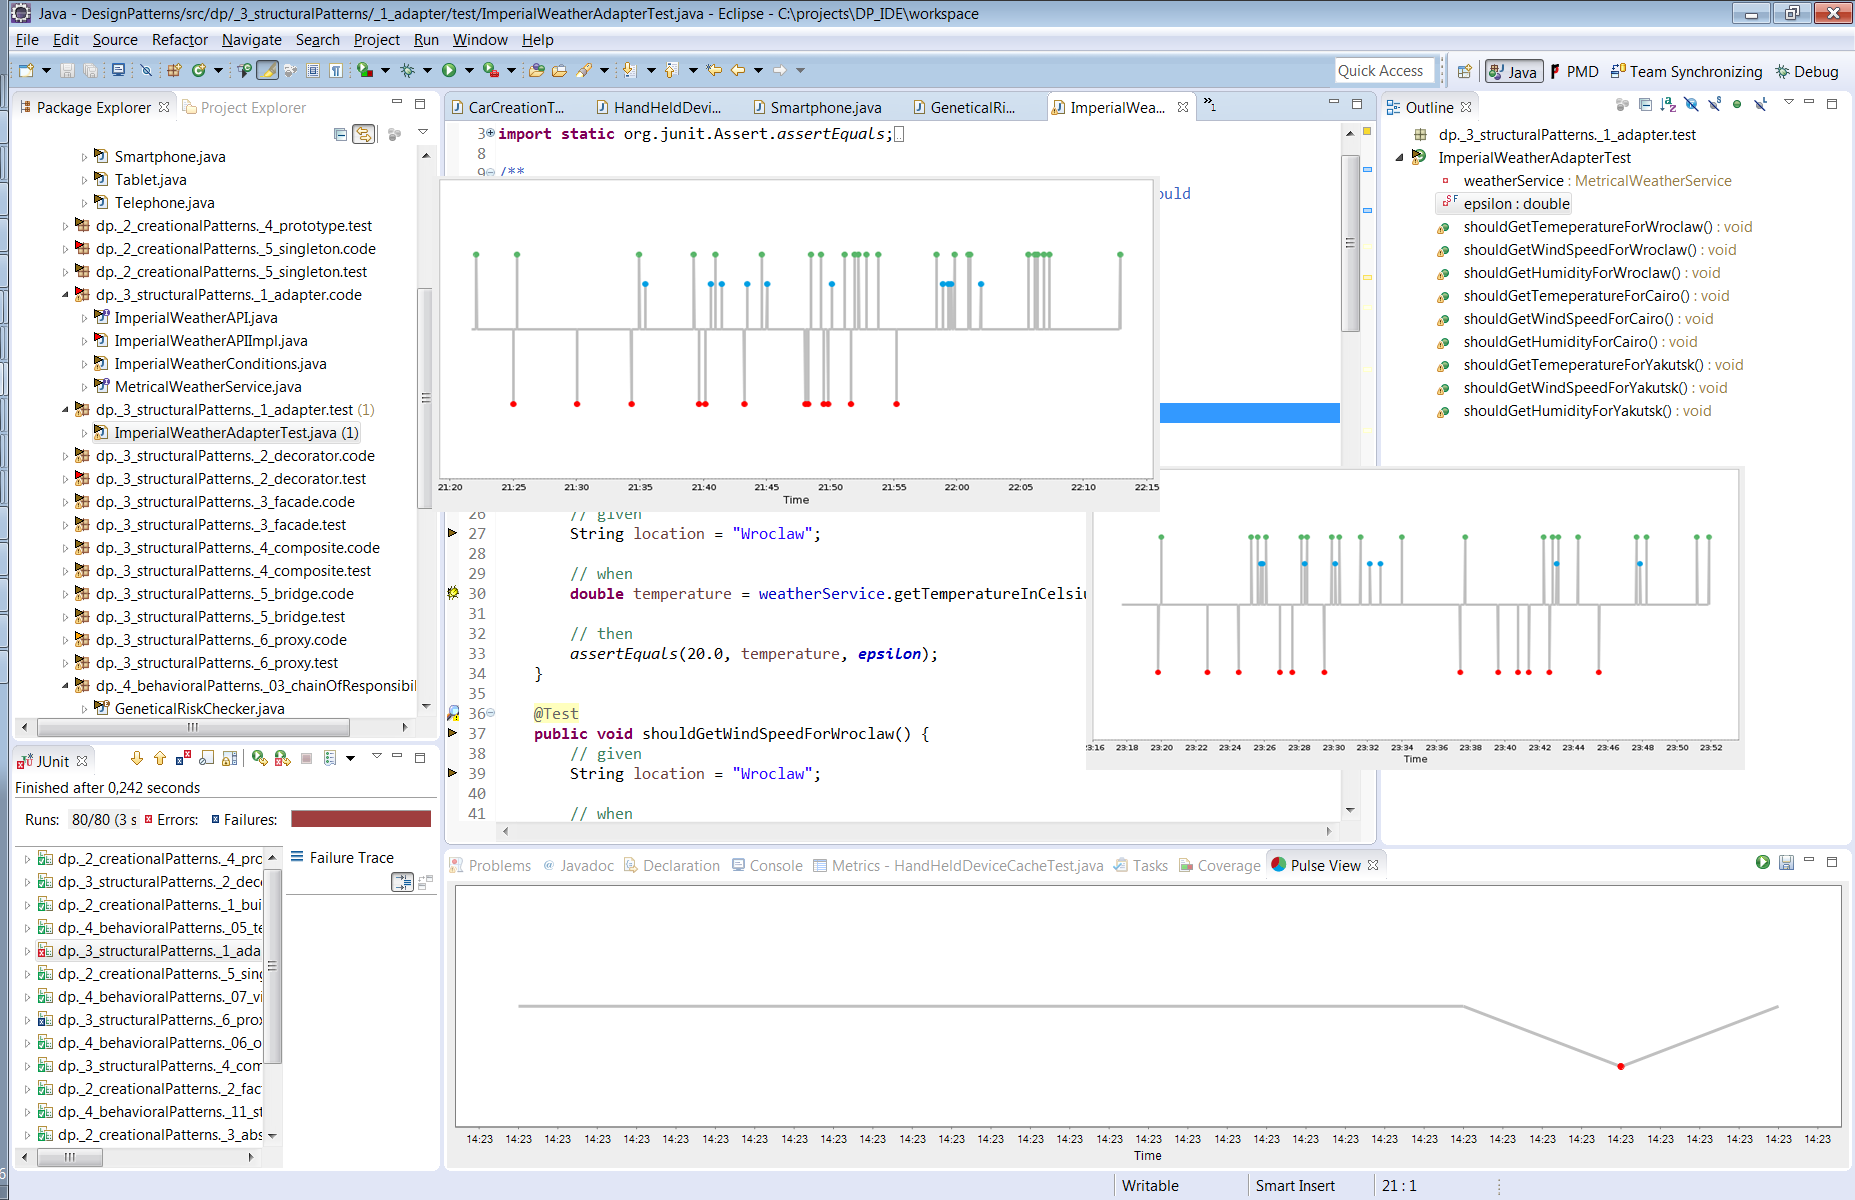 Java - DesignPatterns/src/dp/_3_structuralPatterns/_1_adapter/test/ImperialWeatherAdapterTest.java - Eclipse - C:\projects\DP_IDE\workspace
File Edit Source Refactor Navigate Search Project Run Window Help
Quick Access
Java PMD Team Synchronizing Debug
Package Explorer Project Explorer
Smartphone.java
Tablet.java
Telephone.java
dp._2_creationalPatterns._4_prototype.test
dp._2_creationalPatterns._5_singleton.code
dp._2_creationalPatterns._5_singleton.test
dp._3_structuralPatterns._1_adapter.code
ImperialWeatherAPI.java
ImperialWeatherAPIImpl.java
ImperialWeatherConditions.java
MetricalWeatherService.java
dp._3_structuralPatterns._1_adapter.test (1)
ImperialWeatherAdapterTest.java (1)
dp._3_structuralPatterns._2_decorator.code
dp._3_structuralPatterns._2_decorator.test
dp._3_structuralPatterns._3_facade.code
dp._3_structuralPatterns._3_facade.test
dp._3_structuralPatterns._4_composite.code
dp._3_structuralPatterns._4_composite.test
dp._3_structuralPatterns._5_bridge.code
dp._3_structuralPatterns._5_bridge.test
dp._3_structuralPatterns._6_proxy.code
dp._3_structuralPatterns._6_proxy.test
dp._4_behavioralPatterns._03_chainOfResponsibil
GeneticalRiskChecker.java
CarCreationT... HandHeldDevi... Smartphone.java GeneticalRi... ImperialWea... »1
3 import static org.junit.Assert.assertEquals;
8
9 /**
ould
21:20 21:25 21:30 21:35 21:40 21:45 21:50 21:55 22:00 22:05 22:10 22:15
Time
26 // given
27 String location = "Wroclaw";
28
29 // when
30 double temperature = weatherService.getTemperatureInCelsiu
31
32 // then
33 assertEquals(20.0, temperature, epsilon);
34 }
35
36 @Test
37 public void shouldGetWindSpeedForWroclaw() {
38 // given
39 String location = "Wroclaw";
40
41 // when
Outline
dp._3_structuralPatterns._1_adapter.test
ImperialWeatherAdapterTest
weatherService : MetricalWeatherService
epsilon : double
shouldGetTemeperatureForWroclaw() : void
shouldGetWindSpeedForWroclaw() : void
shouldGetHumidityForWroclaw() : void
shouldGetTemeperatureForCairo() : void
shouldGetWindSpeedForCairo() : void
shouldGetHumidityForCairo() : void
shouldGetTemeperatureForYakutsk() : void
shouldGetWindSpeedForYakutsk() : void
shouldGetHumidityForYakutsk() : void
23:18 23:20 23:22 23:24 23:26 23:28 23:30 23:32 23:34 23:36 23:38 23:40 23:42 23:44 23:46 23:48 23:50 23:52
Time
JUnit
Finished after 0,242 seconds
Runs: 80/80 (3 s Errors: Failures:
dp._2_creationalPatterns._4_pro
dp._3_structuralPatterns._2_dec
dp._2_creationalPatterns._1_bui
dp._4_behavioralPatterns._05_te
dp._3_structuralPatterns._1_ada
dp._2_creationalPatterns._5_sing
dp._4_behavioralPatterns._07_vi
dp._3_structuralPatterns._6_prox
dp._4_behavioralPatterns._06_o
dp._3_structuralPatterns._4_com
dp._2_creationalPatterns._2_fac
dp._4_behavioralPatterns._11_st
dp._2_creationalPatterns._3_abs
Failure Trace
Problems Javadoc Declaration Console Metrics - HandHeldDeviceCacheTest.java Tasks Coverage Pulse View
14:23 14:23 14:23 14:23 14:23 14:23 14:23 14:23 14:23 14:23 14:23 14:23 14:23 14:23 14:23 14:23 14:23 14:23 14:23 14:23 14:23 14:23 14:23 14:23 14:23 14:23 14:23 14:23 14:23 14:23 14:23 14:23 14:23 14:23 14:23
Time
Writable Smart Insert 21 : 1